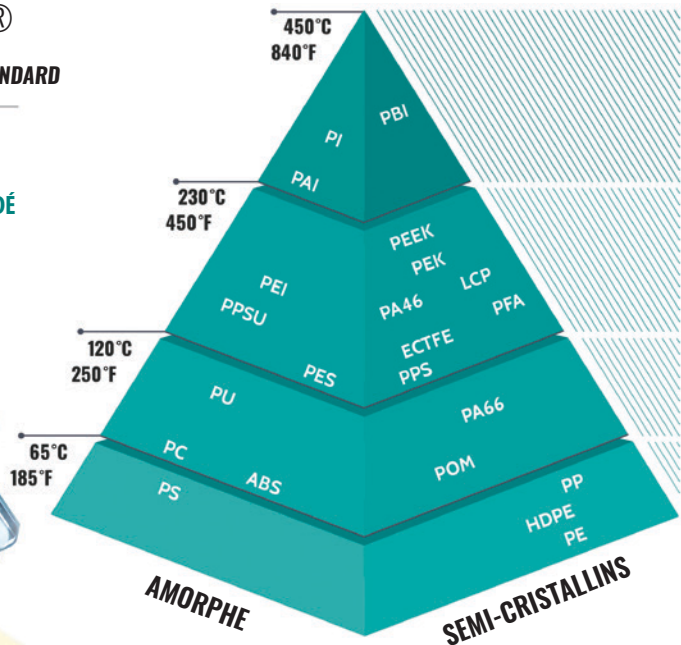 ®
NDARD
DÉ
450°C
840°F
PBI
PI
PAI
230°C
450°F
PEEK
PEK
LCP
PEI
PA46
PFA
PPSU
ECTFE
PPS
PES
120°C
250°F
PU
PA66
PC
POM
ABS
65°C
185°F
PS
PP
HDPE
PE
AMORPHE
SEMI-CRISTALLINS